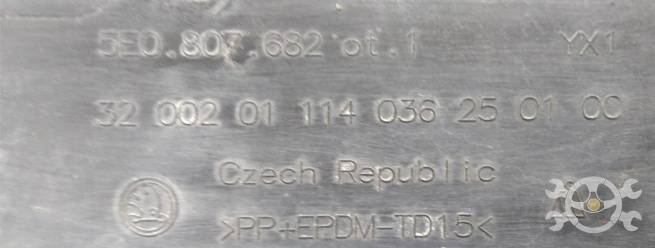 5E0.807.682 ot.1 YX1
32 002 01 114 036 25 01 00
Czech Republic
>PP+EPDM-TD15<